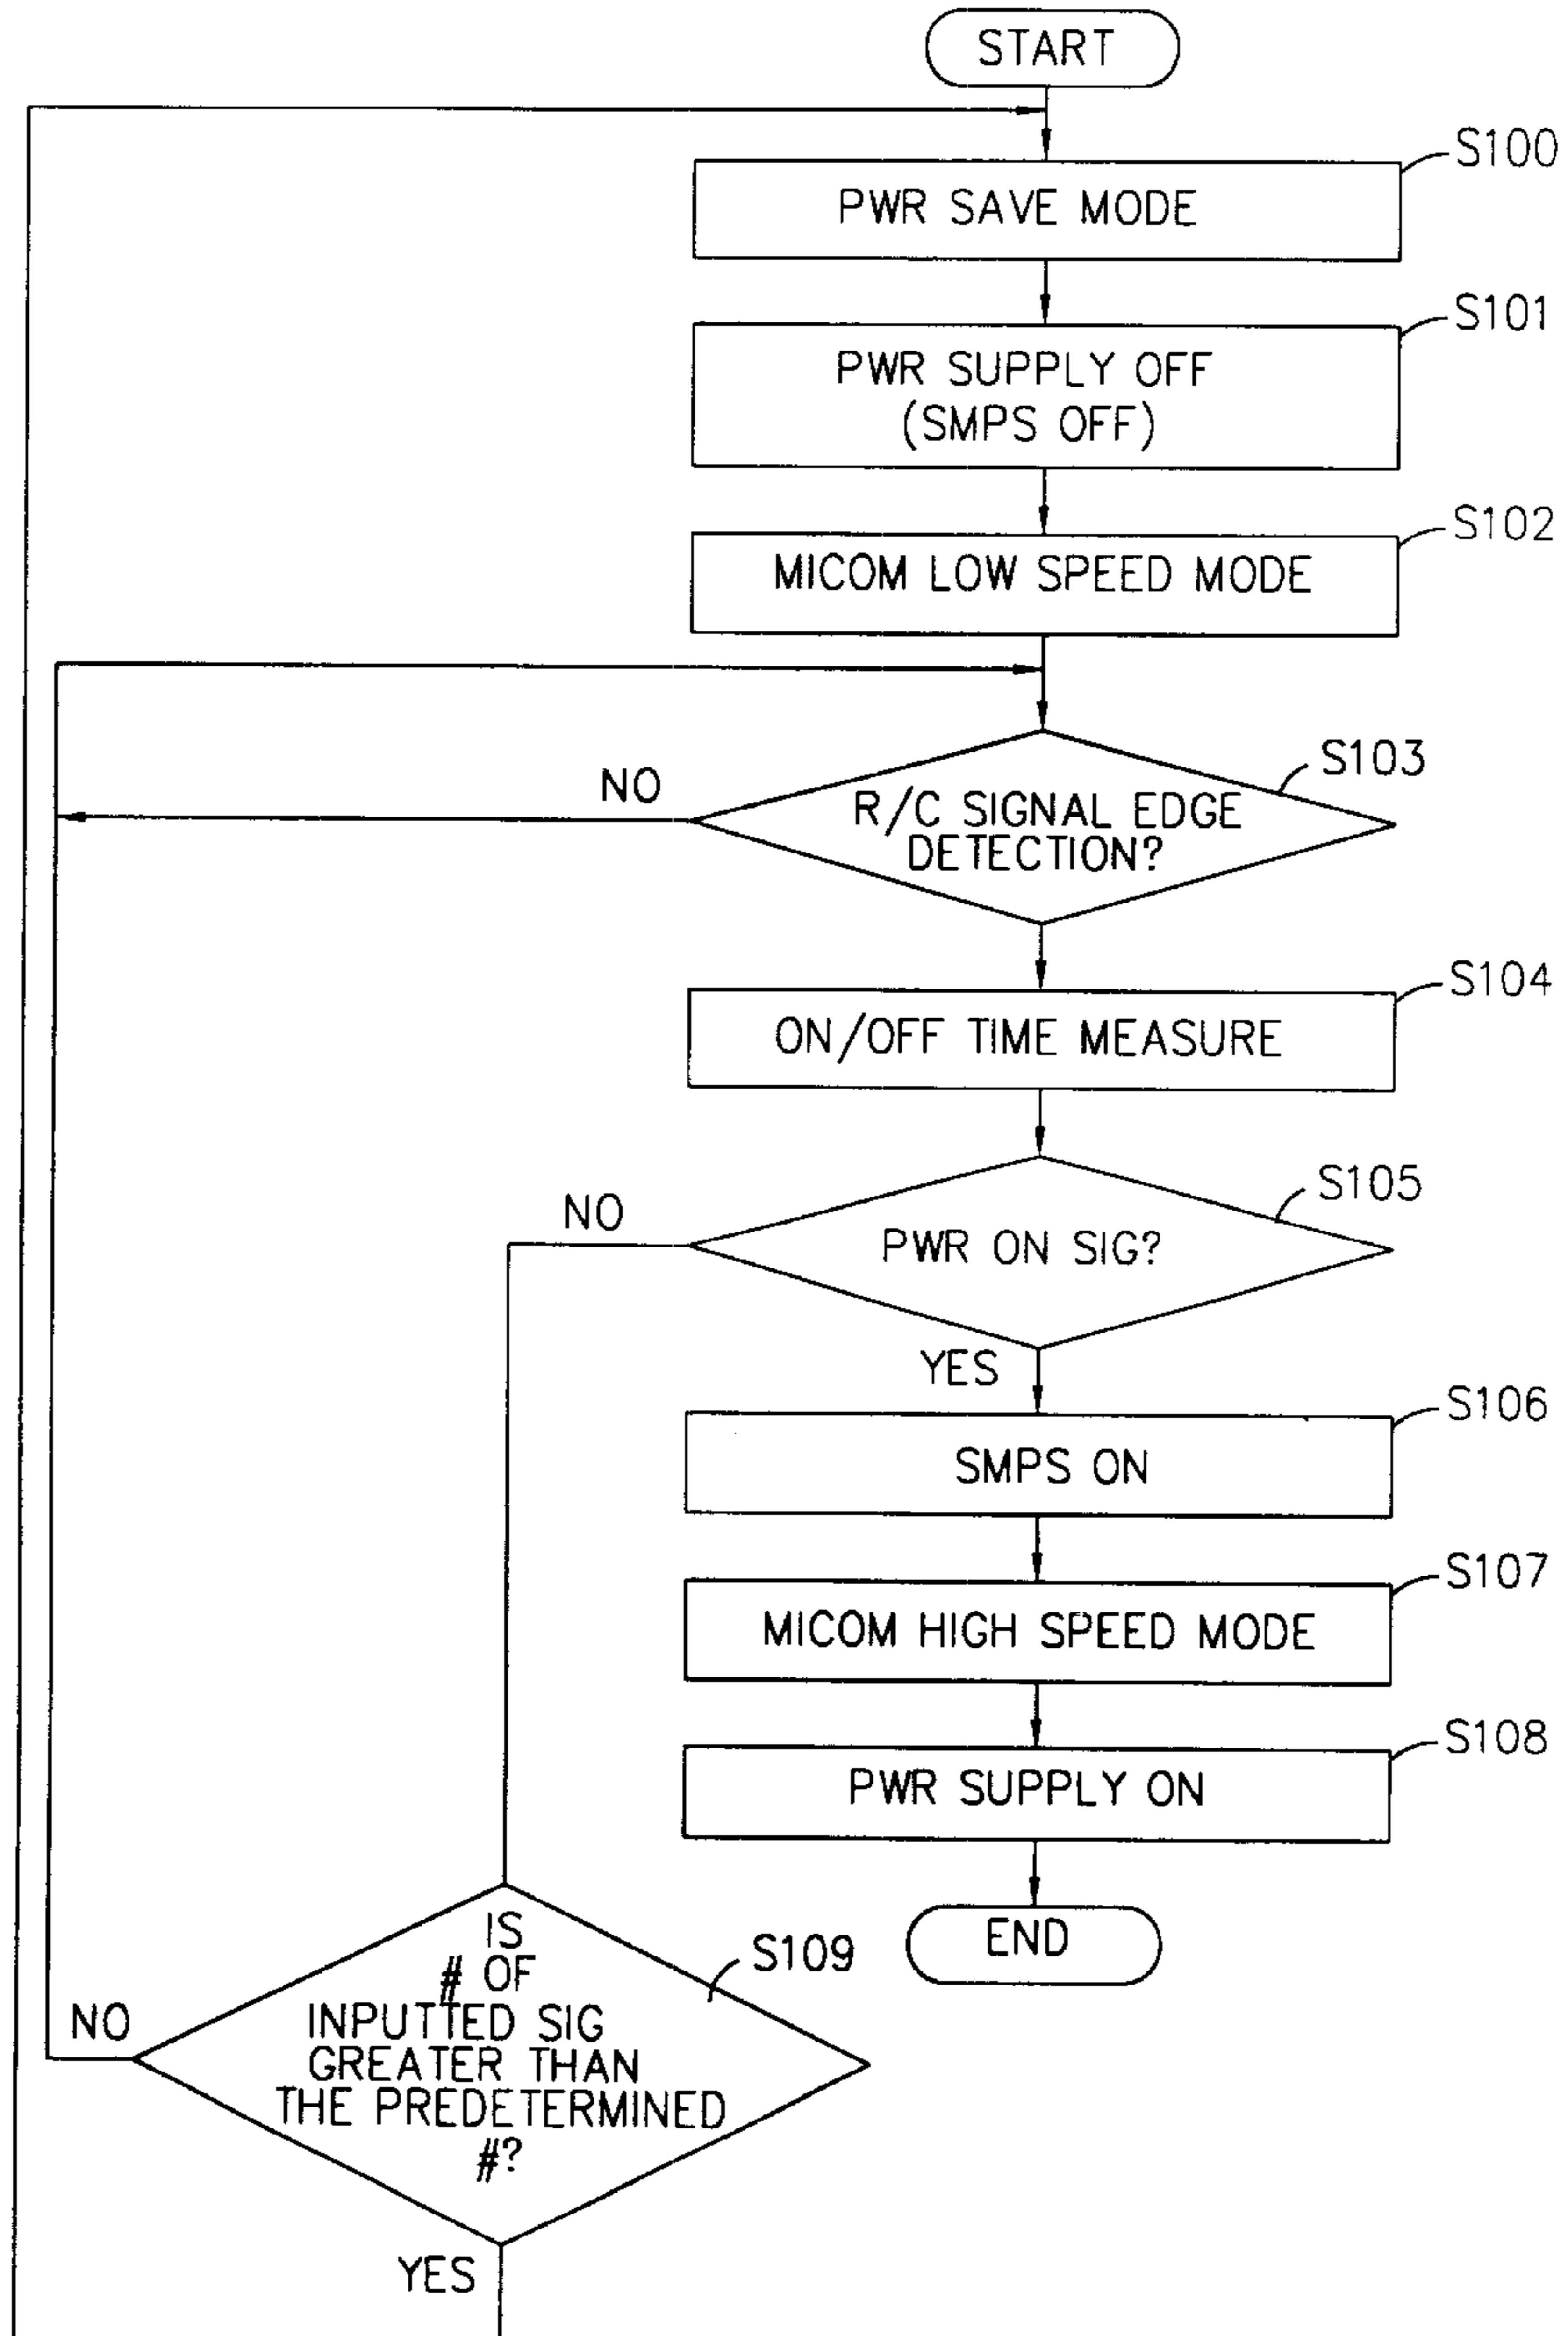 START
S100
PWR SAVE MODE
S101
PWR SUPPLY OFF
(SMPS OFF)
S102
MICOM LOW SPEED MODE
S103
NO
R/C SIGNAL EDGE
DETECTION?
S104
ON/OFF TIME MEASURE
S105
NO
PWR ON SIG?
YES
S106
SMPS ON
S107
MICOM HIGH SPEED MODE
S108
PWR SUPPLY ON
END
IS
# OF
S109
INPUTTED SIG
NO
GREATER THAN
THE PREDETERMINED
#?
YES